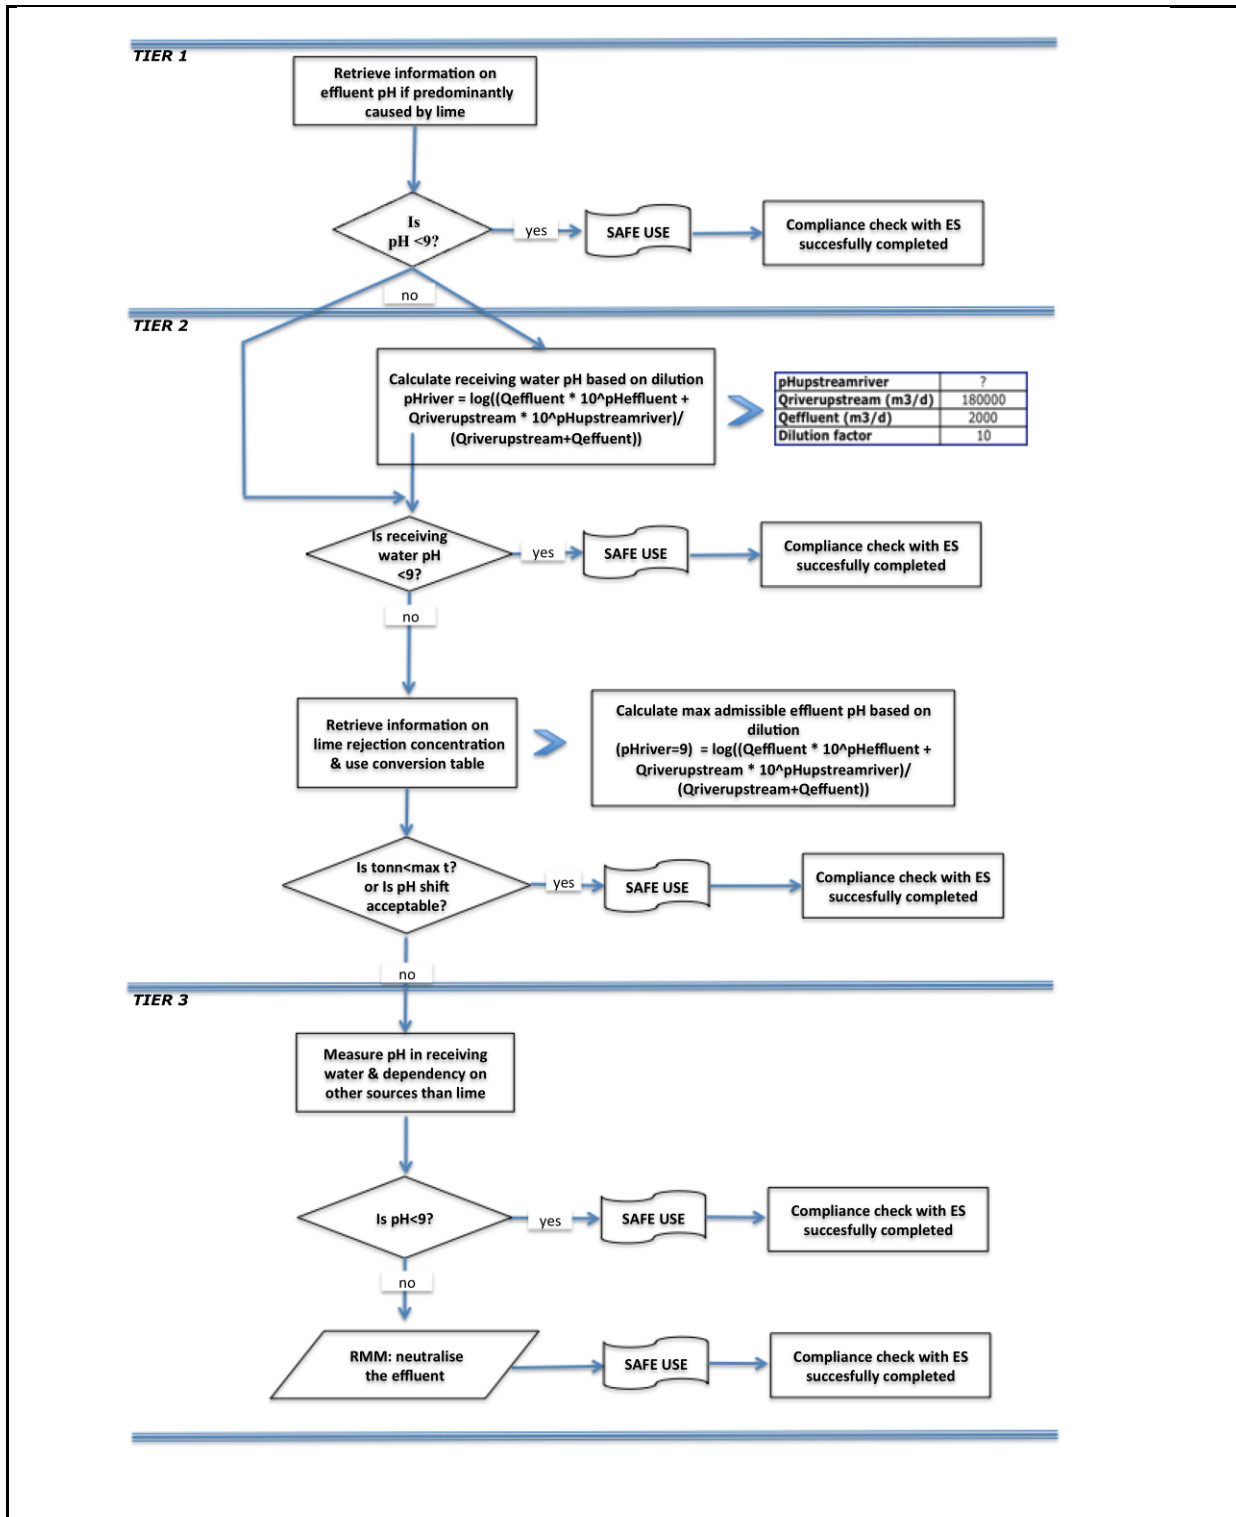 TIER 1
Retrieve information on
effluent pH if predominantly
caused by lime
Is
pH <9?
yes
SAFE USE
Compliance check with ES
succesfully completed
no
TIER 2
Calculate receiving water pH based on dilution
pHriver = log((Qeffluent * 10^pHeffluent +
Qriverupstream * 10^pHupstreamriver)/
(Qriverupstream+Qeffuent))
pHupstreamriver ?
Qriverupstream (m3/d) 180000
Qeffluent (m3/d) 2000
Dilution factor 10
Is receiving
water pH
<9?
yes
SAFE USE
Compliance check with ES
succesfully completed
no
Retrieve information on
lime rejection concentration
& use conversion table
Calculate max admissible effluent pH based on
dilution
(pHriver=9) = log((Qeffluent * 10^pHeffluent +
Qriverupstream * 10^pHupstreamriver)/
(Qriverupstream+Qeffuent))
Is tonn<max t?
or Is pH shift
acceptable?
yes
SAFE USE
Compliance check with ES
succesfully completed
no
TIER 3
Measure pH in receiving
water & dependency on
other sources than lime
Is pH<9?
yes
SAFE USE
Compliance check with ES
succesfully completed
no
RMM: neutralise
the effluent
SAFE USE
Compliance check with ES
succesfully completed